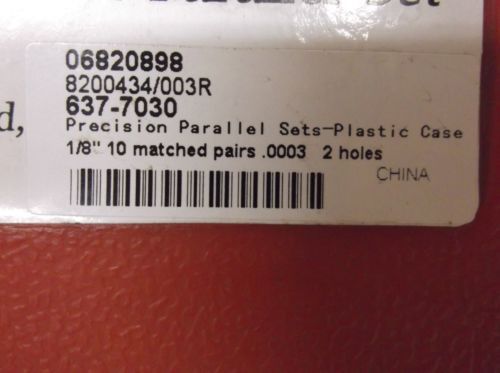 Set
d,
06820898
8200434/003R
637-7030
Precision Parallel Sets-Plastic Case
1/8" 10 matched pairs .0003 2 holes
CHINA